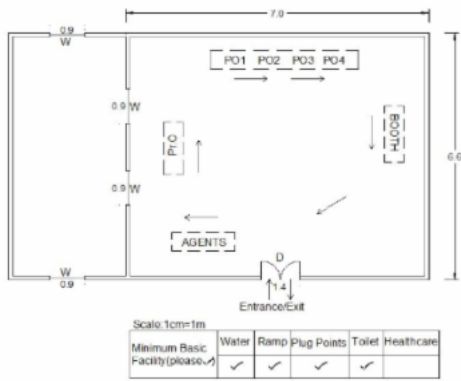 7.0
0.9
W
PO1 PO2 PO3 PO4
0.9 W
BOOTH
PrO
6.6
0.9 W
AGENTS
D
W
0.9
1.4
Entrance/Exit
Scale:1cm=1m
Minimum Basic Facility(please✓) Water Ramp Plug Points Toilet Healthcare
✓ ✓ ✓ ✓